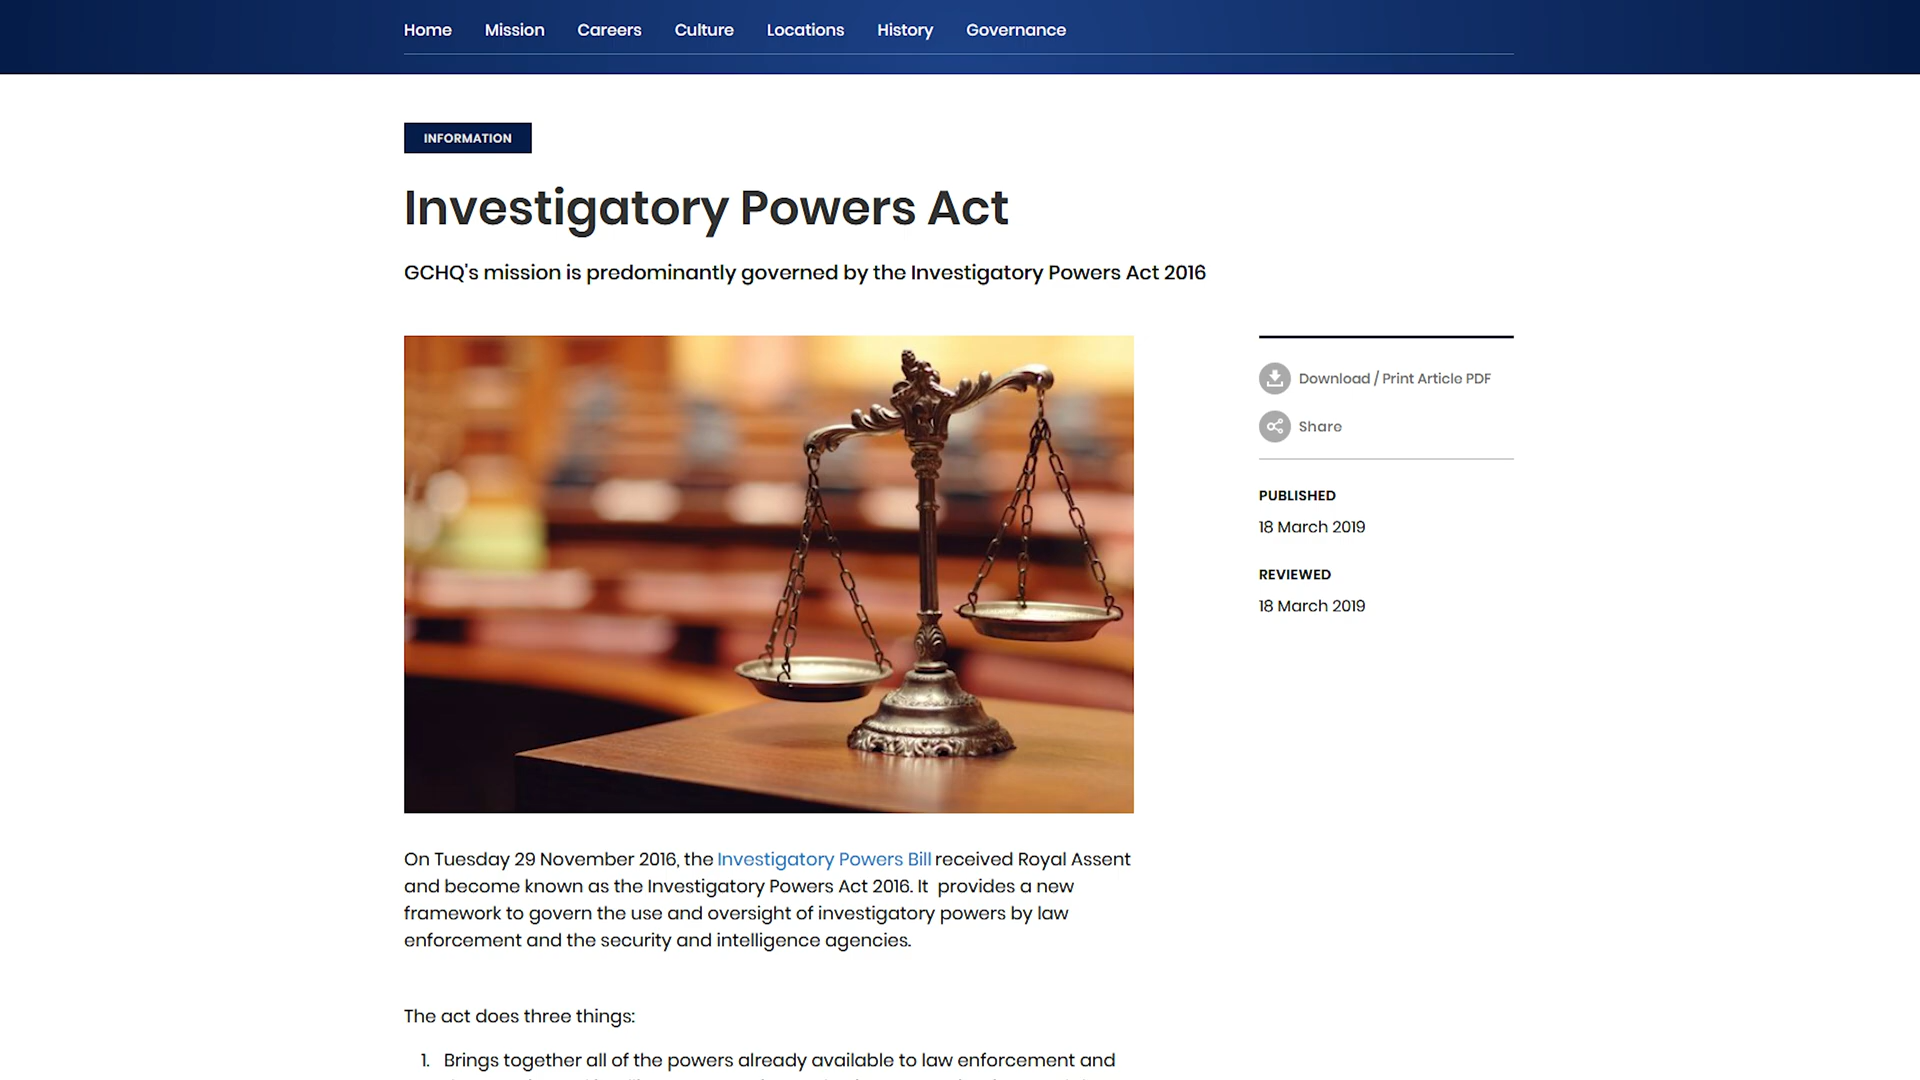 Home Mission Careers Culture Locations History Governance
INFORMATION
Investigatory Powers Act
GCHQ's mission is predominantly governed by the Investigatory Powers Act 2016
Download / Print Article PDF
Share
PUBLISHED
18 March 2019
REVIEWED
18 March 2019
On Tuesday 29 November 2016, the Investigatory Powers Bill received Royal Assent
and become known as the Investigatory Powers Act 2016. It  provides a new
framework to govern the use and oversight of investigatory powers by law
enforcement and the security and intelligence agencies.
The act does three things:
1. Brings together all of the powers already available to law enforcement and